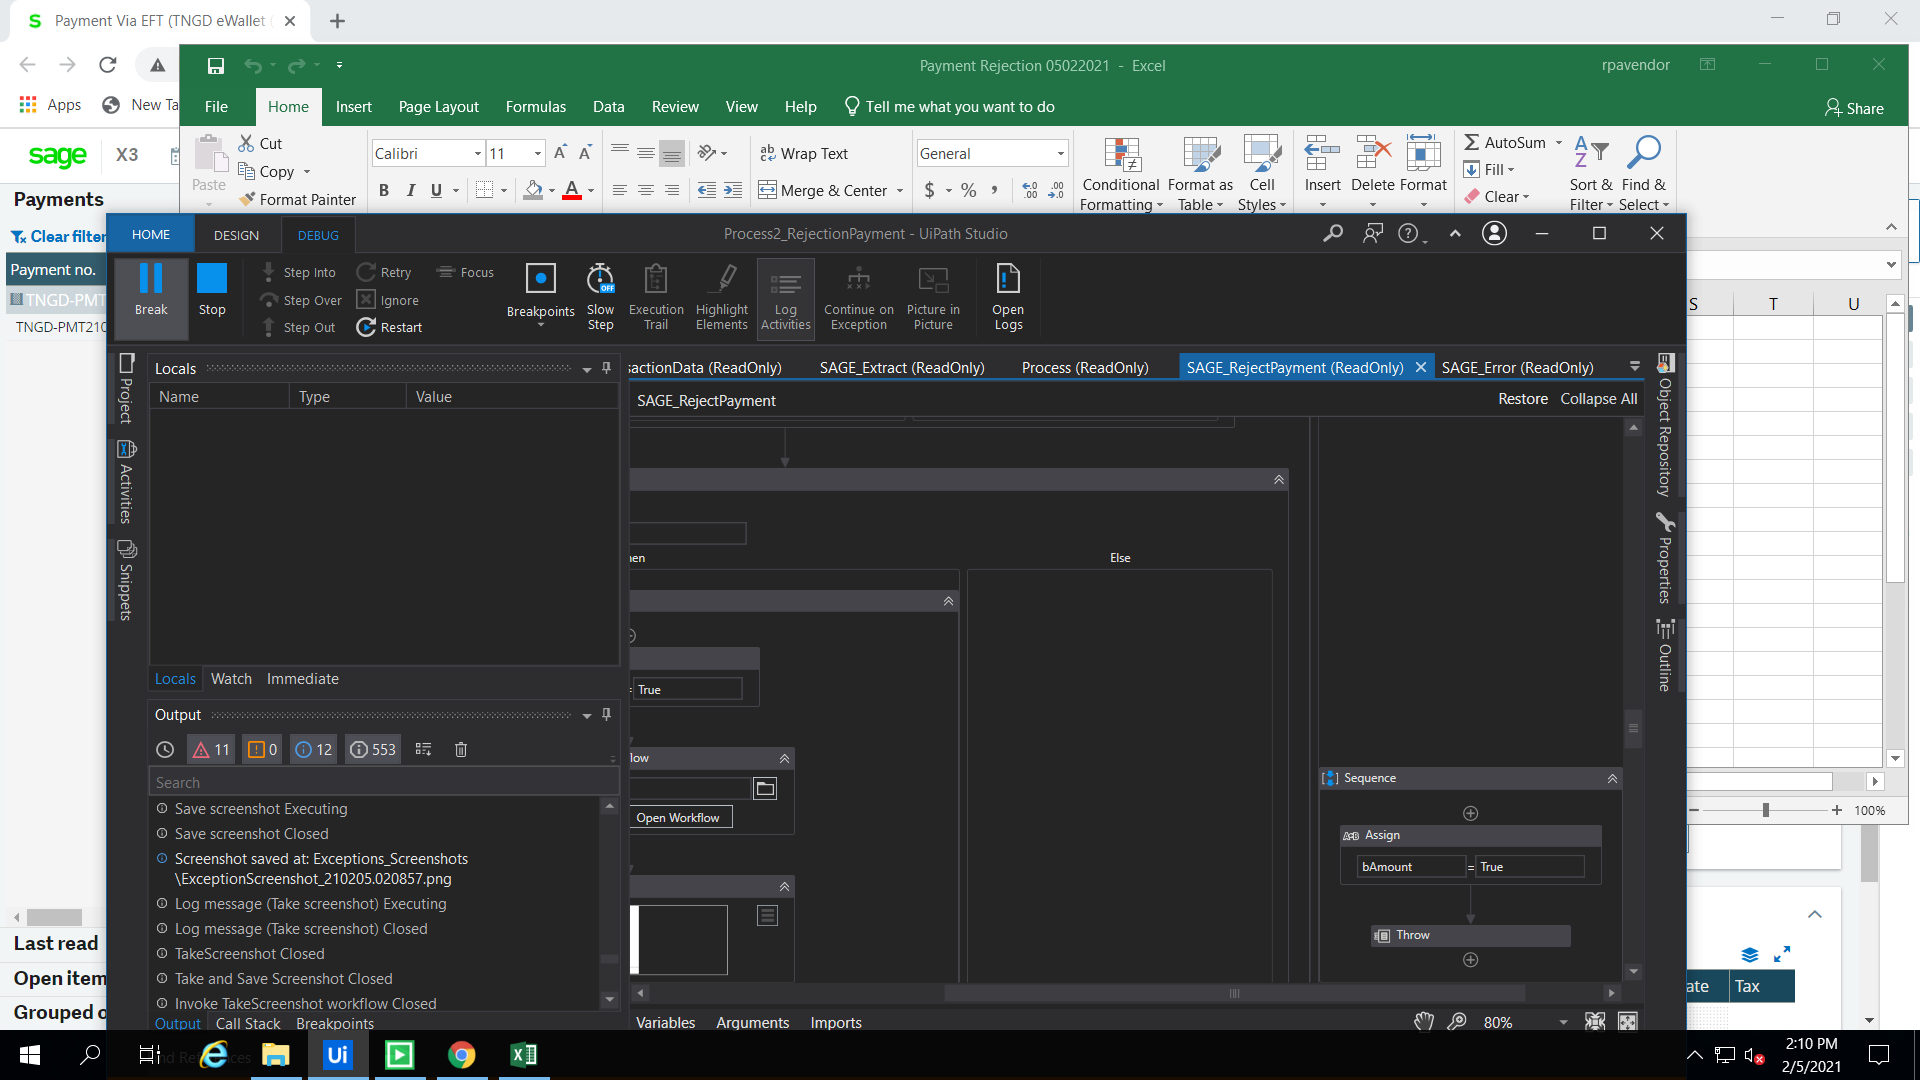 Payment Via EFT (TNGD eWallet
Payment Rejection 05022021 - Excel
rpavendor
Apps
New Ta
File
Home
Insert
Page Layout
Formulas
Data
Review
View
Help
Tell me what you want to do
Share
sage
X3
Paste
Cut
Copy
Format Painter
Calibri
11
Wrap Text
Merge & Center
General
Conditional
Formatting
Format as
Table
Cell
Styles
Insert
Delete
Format
AutoSum
Fill
Clear
Sort &
Filter
Find &
Select
Payments
Clear filter
Payment no.
TNGD-PMT
TNGD-PMT210
HOME
DESIGN
DEBUG
Process2_RejectionPayment - UiPath Studio
Break
Stop
Step Into
Step Over
Step Out
Retry
Ignore
Restart
Focus
Breakpoints
Slow
Step
OFF
Execution
Trail
Highlight
Elements
Log
Activities
Continue on
Exception
Picture in
Picture
Open
Logs
S
T
U
Project
Activities
Snippets
Locals
Name
Type
Value
sactionData (ReadOnly)
SAGE_Extract (ReadOnly)
Process (ReadOnly)
SAGE_RejectPayment (ReadOnly)
SAGE_Error (ReadOnly)
SAGE_RejectPayment
Restore
Collapse All
Object Repository
Properties
Outline
Else
True
low
Open Workflow
Locals
Watch
Immediate
Output
11
0
12
553
Search
Save screenshot Executing
Save screenshot Closed
Screenshot saved at: Exceptions_Screenshots
\ExceptionScreenshot_210205.020857.png
Log message (Take screenshot) Executing
Log message (Take screenshot) Closed
TakeScreenshot Closed
Take and Save Screenshot Closed
Invoke TakeScreenshot workflow Closed
Output
Call Stack
Breakpoints
Sequence
Assign
bAmount
=
True
Throw
Variables
Arguments
Imports
80%
100%
Last read
Open item
Grouped o
ate
Tax
2:10 PM
2/5/2021